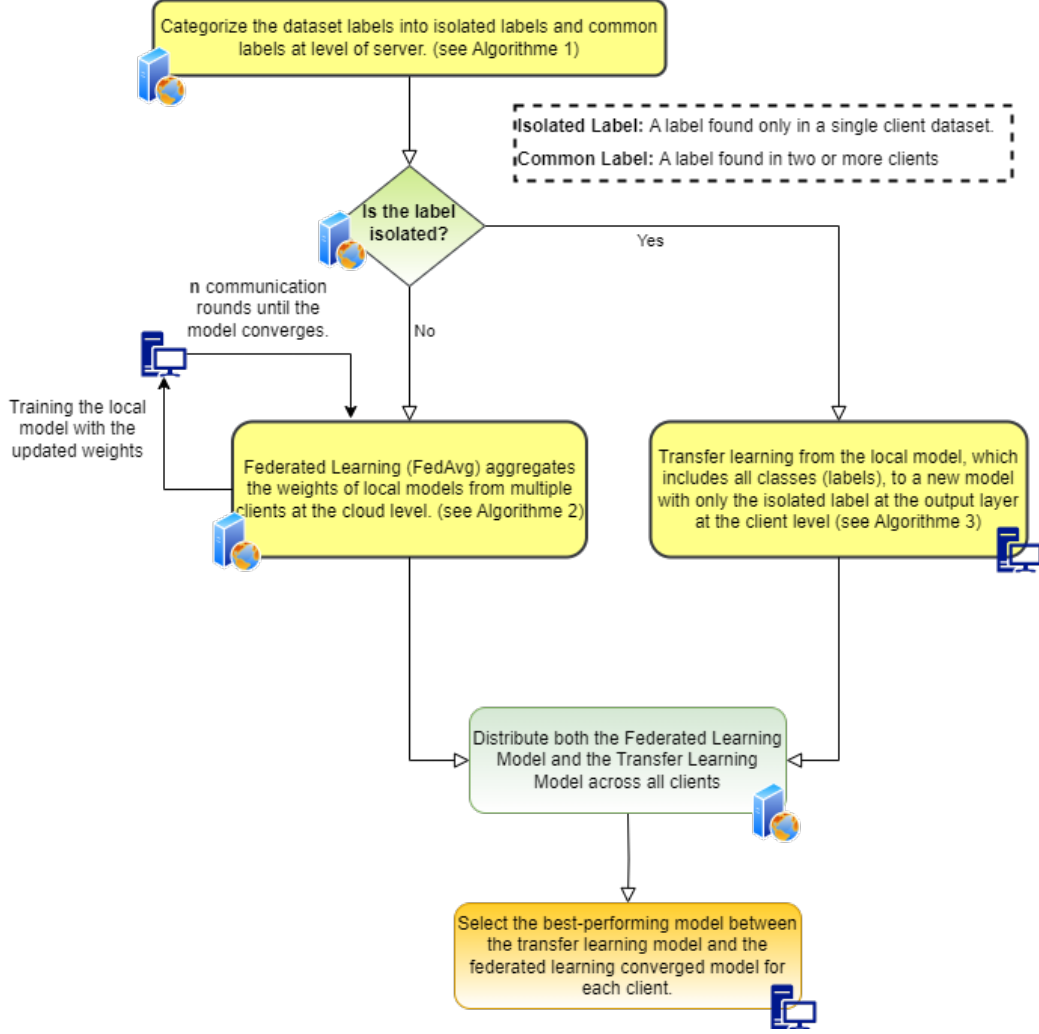 Categorize the dataset labels into isolated labels and common
labels at level of server. (see Algorithme 1)
Isolated Label: A label found only in a single client dataset.
Common Label: A label found in two or more clients
Is the label
isolated?
Yes
No
n communication
rounds until the
model converges.
Training the local
model with the
updated weights
Federated Learning (FedAvg) aggregates
the weights of local models from multiple
clients at the cloud level. (see Algorithme 2)
Transfer learning from the local model, which
includes all classes (labels), to a new model
with only the isolated label at the output layer
at the client level (see Algorithme 3)
Distribute both the Federated Learning
Model and the Transfer Learning
Model across all clients
Select the best-performing model between
the transfer learning model and the
federated learning converged model for
each client.